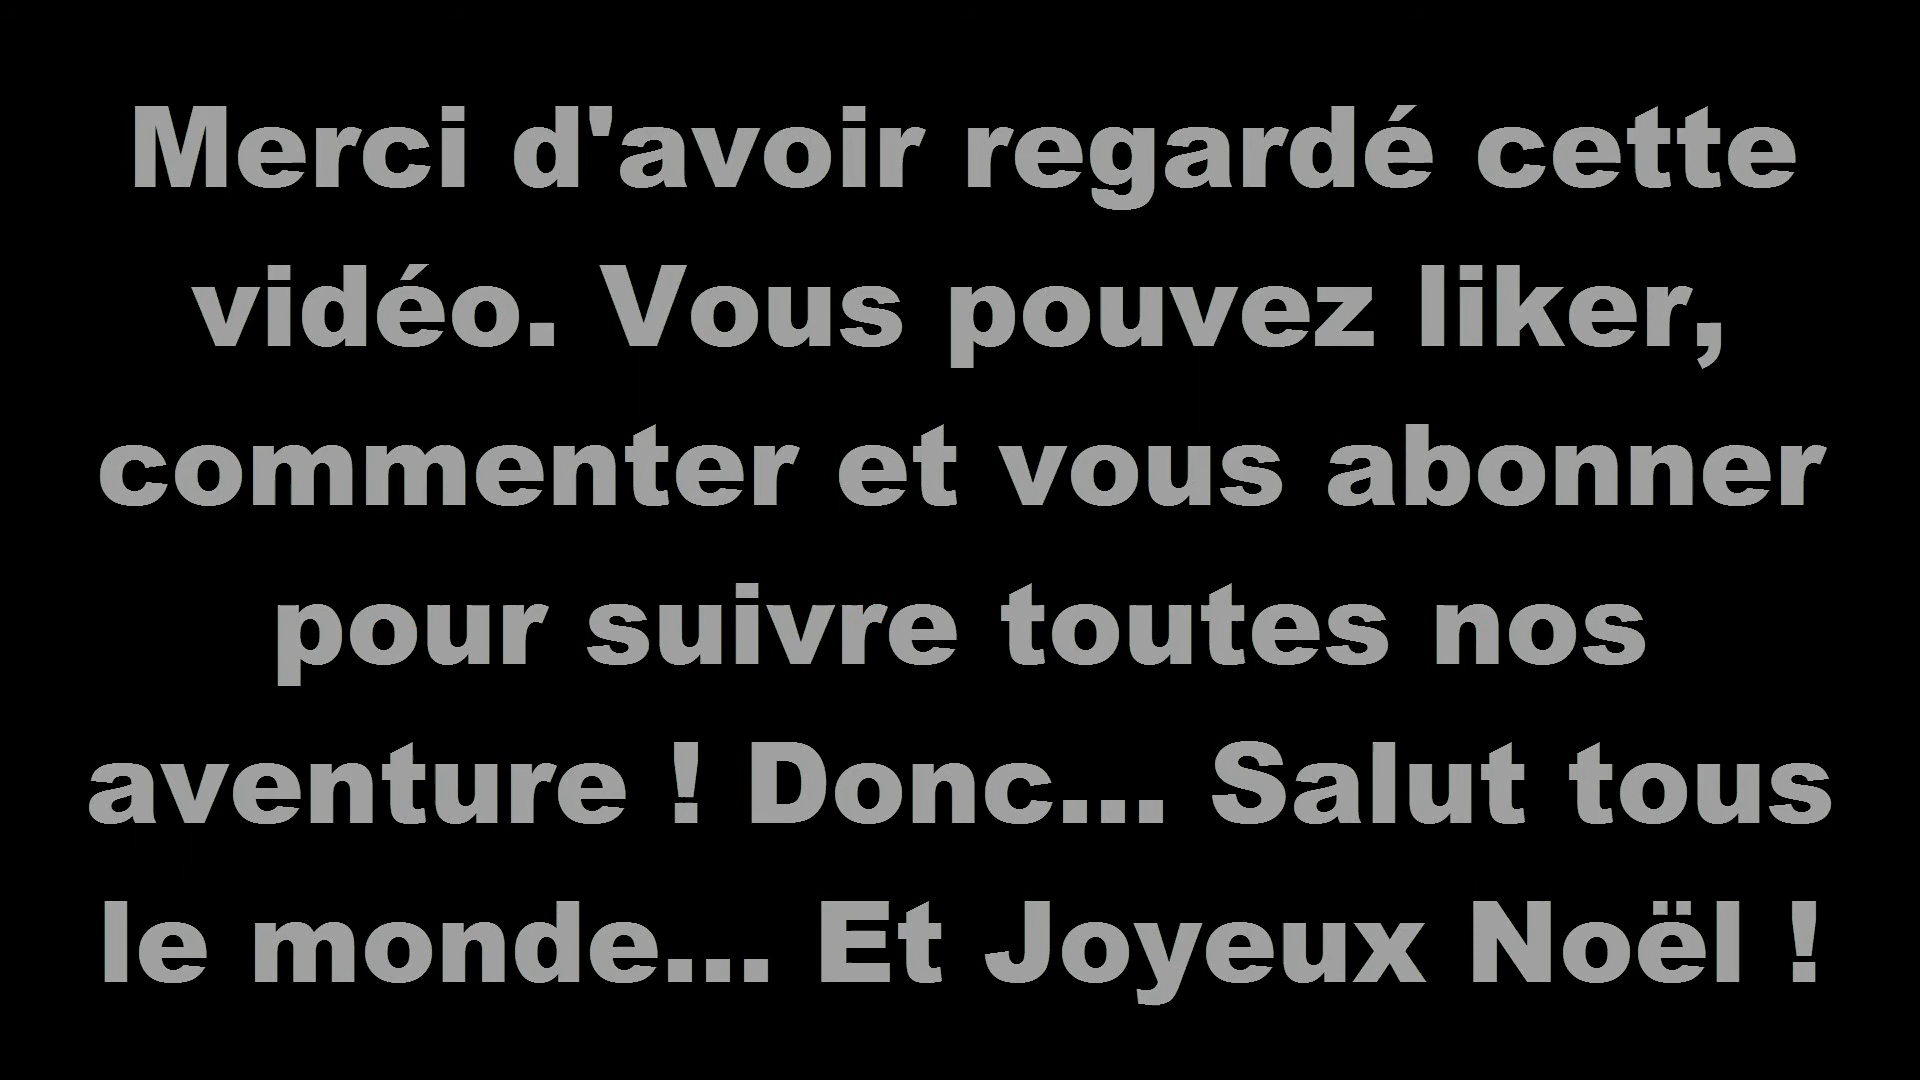 Merci d'avoir regardé cette
vidéo. Vous pouvez liker,
commenter et vous abonner
pour suivre toutes nos
aventure ! Donc... Salut tous
le monde... Et Joyeux Noël !